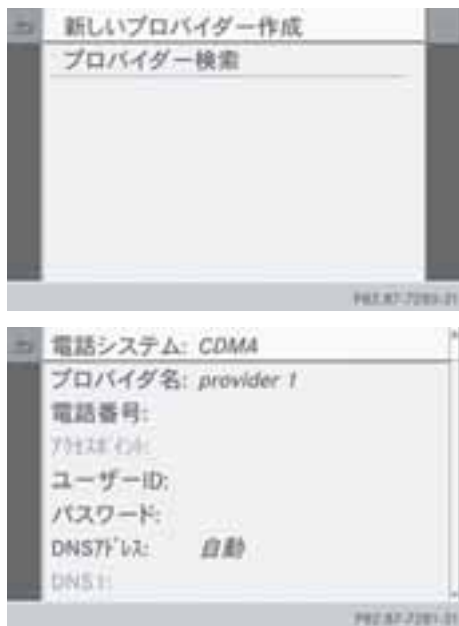 新しいプロバイダー作成
プロバイダー検索
P82.87-7293-31
電話システム: CDMA
プロバイダ名: provider 1
電話番号:
アクセスポイント:
ユーザーID:
パスワード:
DNSアドレス: 自動
DNS1:
P82.87-7291-31